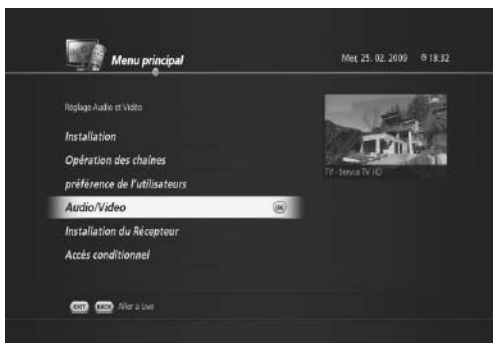 Menu principal
Mer, 25. 02. 2009 18:32
Réglage Audio et Vidéo
Installation
Opération des chaînes
préférence de l'utilisateurs
Audio/Video OK
Installation du Récepteur
Accès conditionnel
TV - Servus TV HD
EXIT BACK Aller à Live